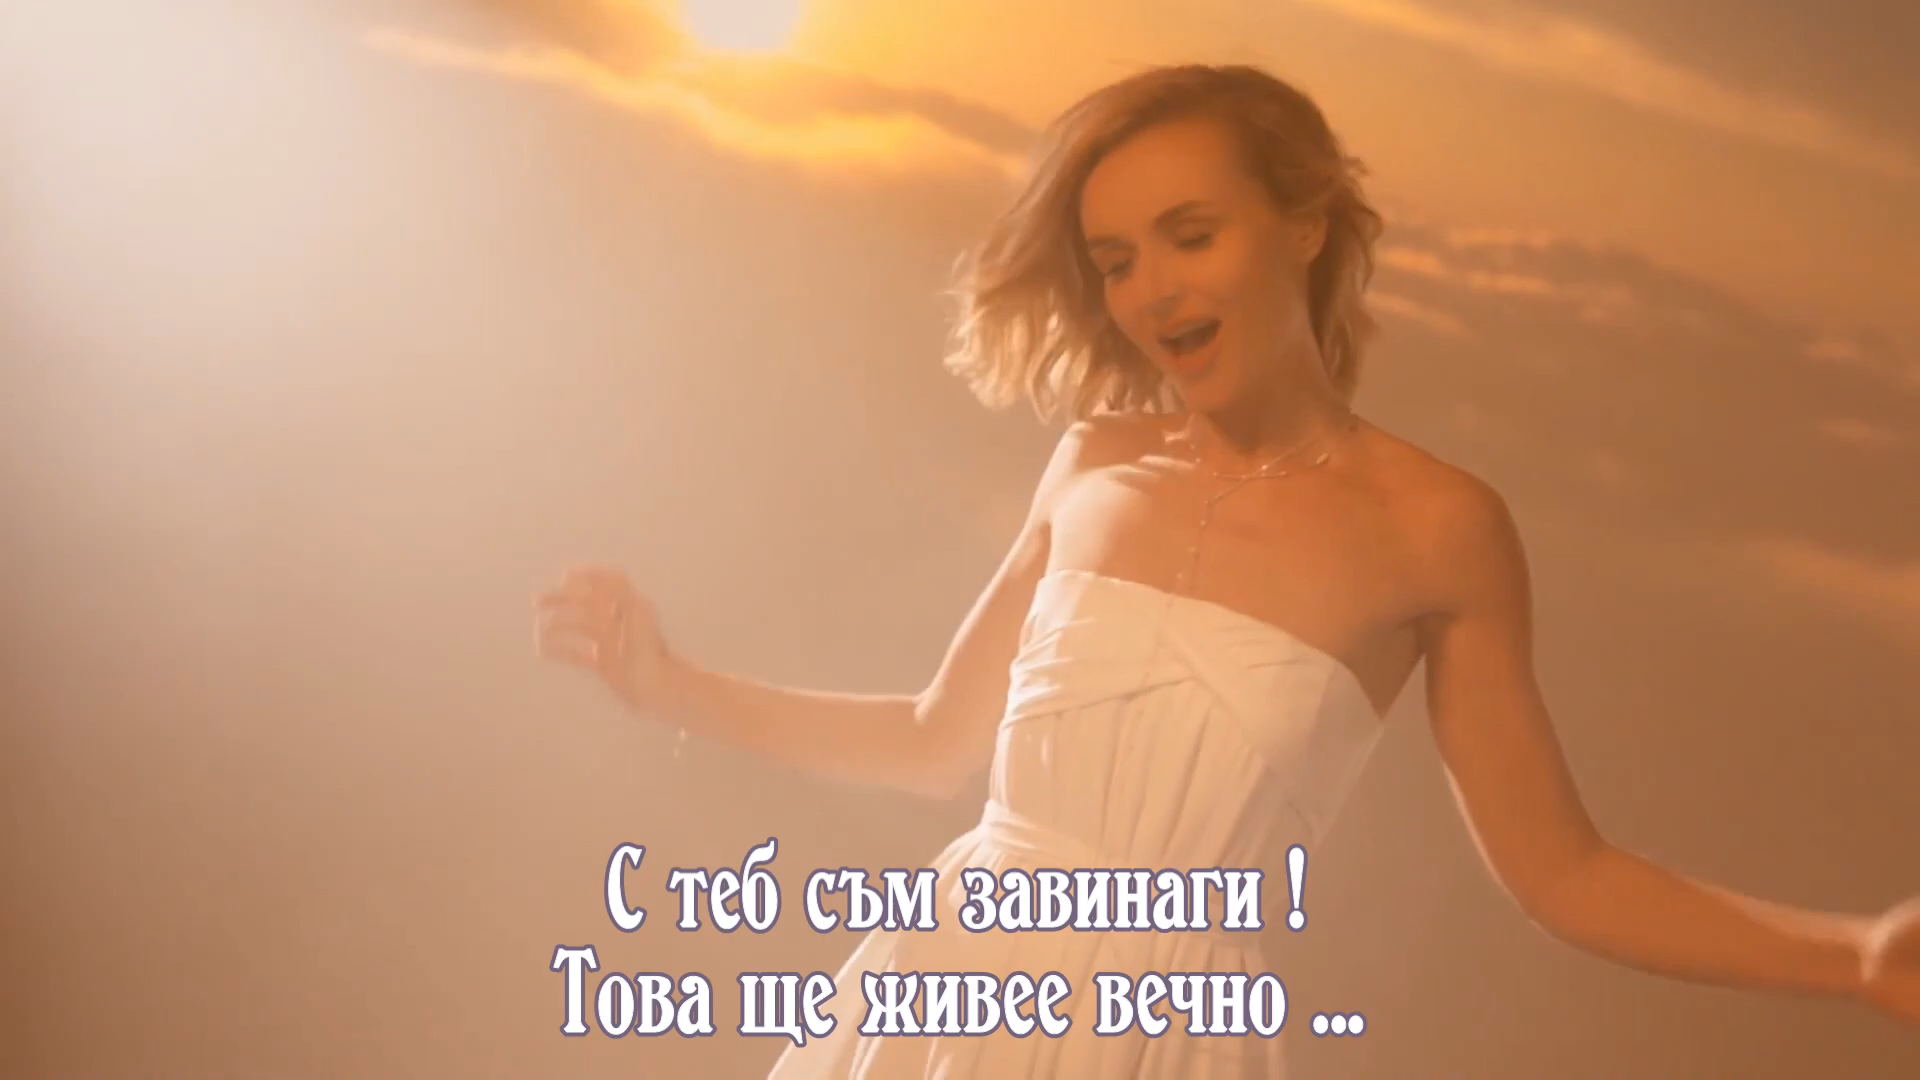 С теб съм завинаги !
Това ще живее вечно ...